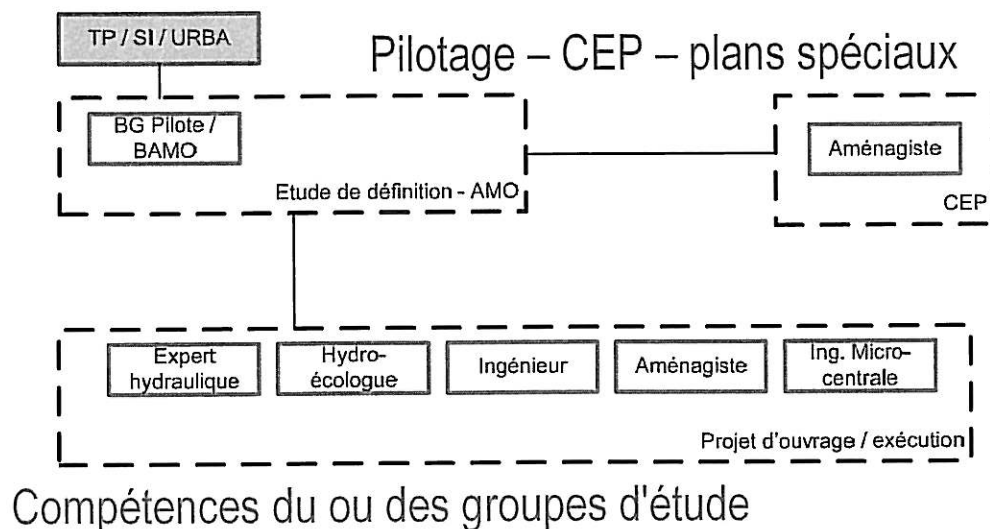 TP / SI / URBA
Pilotage – CEP – plans spéciaux
BG Pilote /
BAMO
Aménagiste
Etude de définition - AMO
CEP
Expert
hydraulique
Hydro-
écologue
Ingénieur
Aménagiste
Ing. Micro-
centrale
Projet d'ouvrage / exécution
Compétences du ou des groupes d'étude